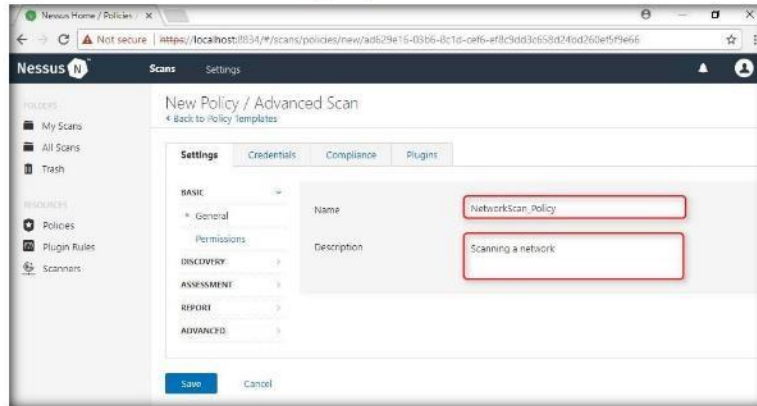 Nessus Home / Policies /
Not secure | https://localhost:8834/#/scans/policies/new/ad629e16-03b6-8c1d-cef6-ef8c9dd3c658d24bd260ef5f9e66
Nessus N
Scans Settings
FOLDERS
My Scans
All Scans
Trash
RESOURCES
Policies
Plugin Rules
Scanners
New Policy / Advanced Scan
Back to Policy Templates
Settings Credentials Compliance Plugins
BASIC
General
Permissions
DISCOVERY
ASSESSMENT
REPORT
ADVANCED
Name NetworkScan_Policy
Description Scanning a network
Save Cancel